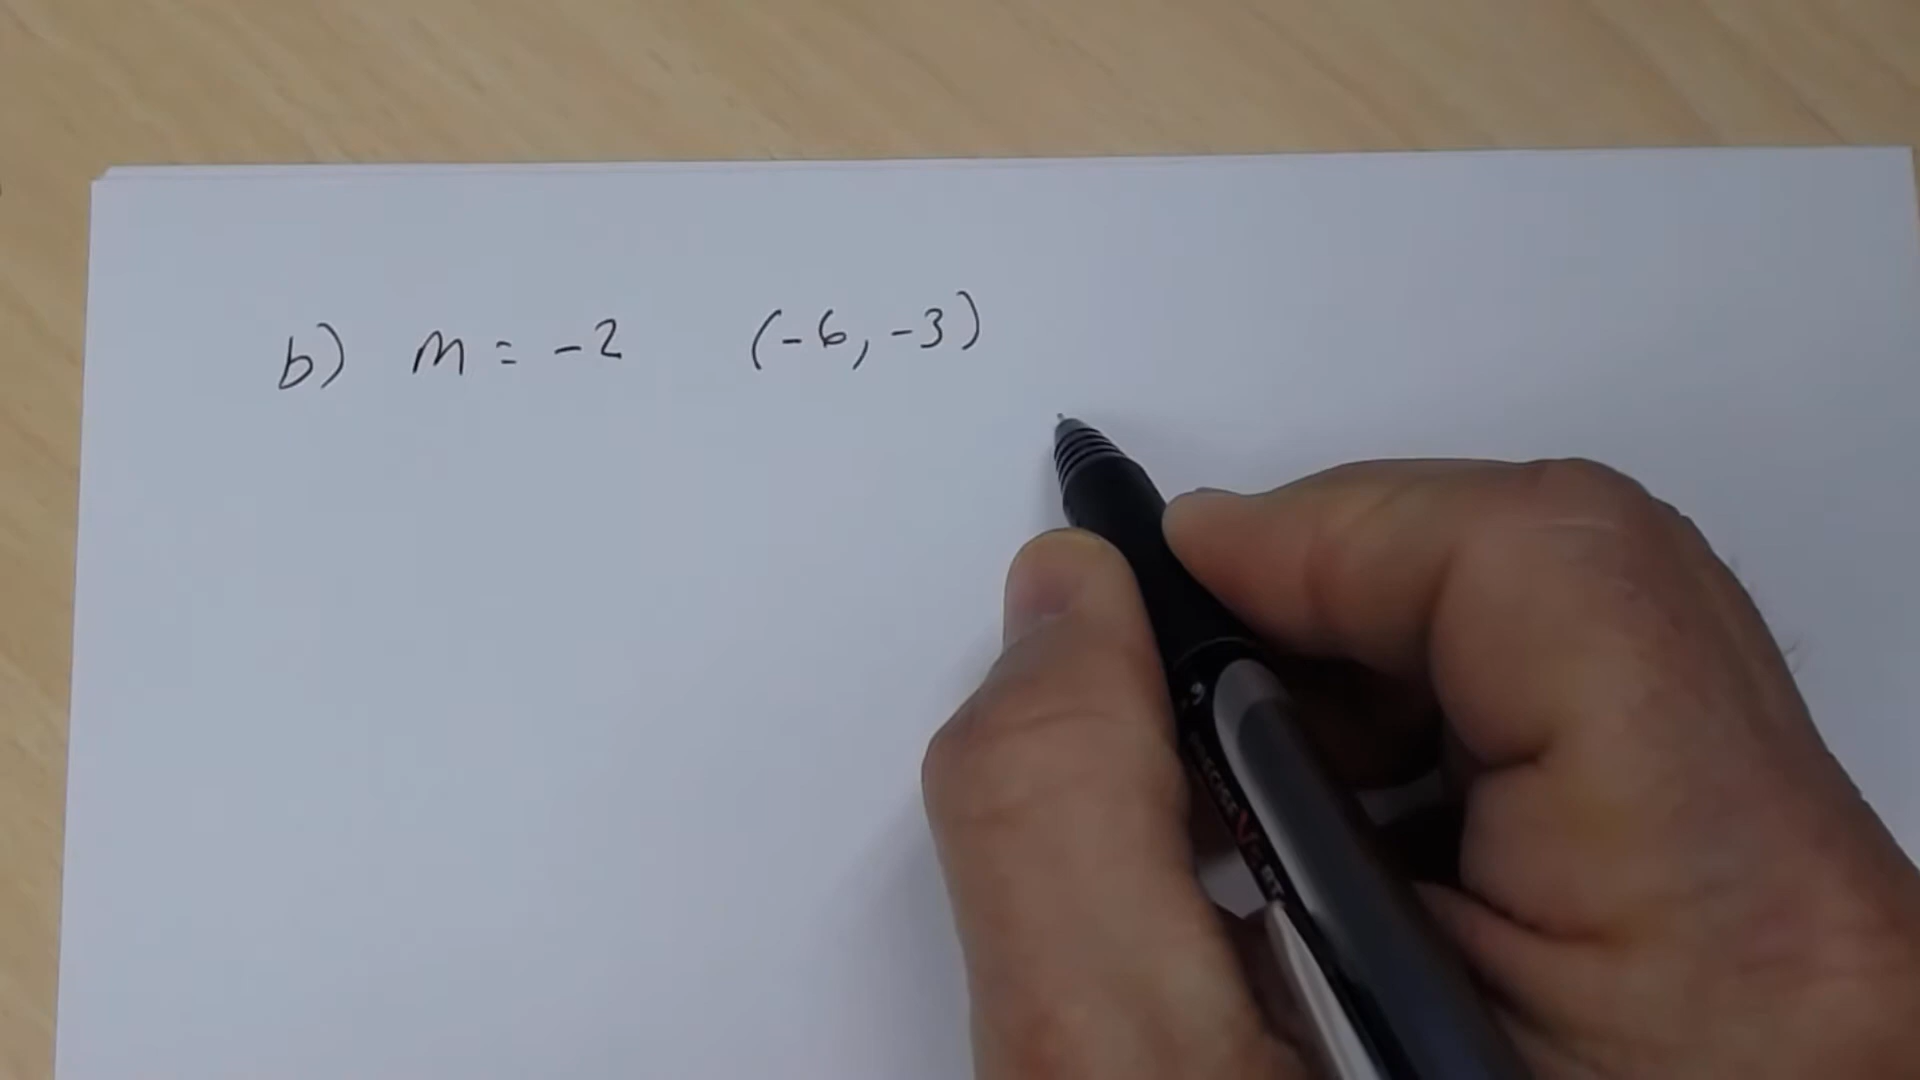 b) m = -2 (-6, -3)